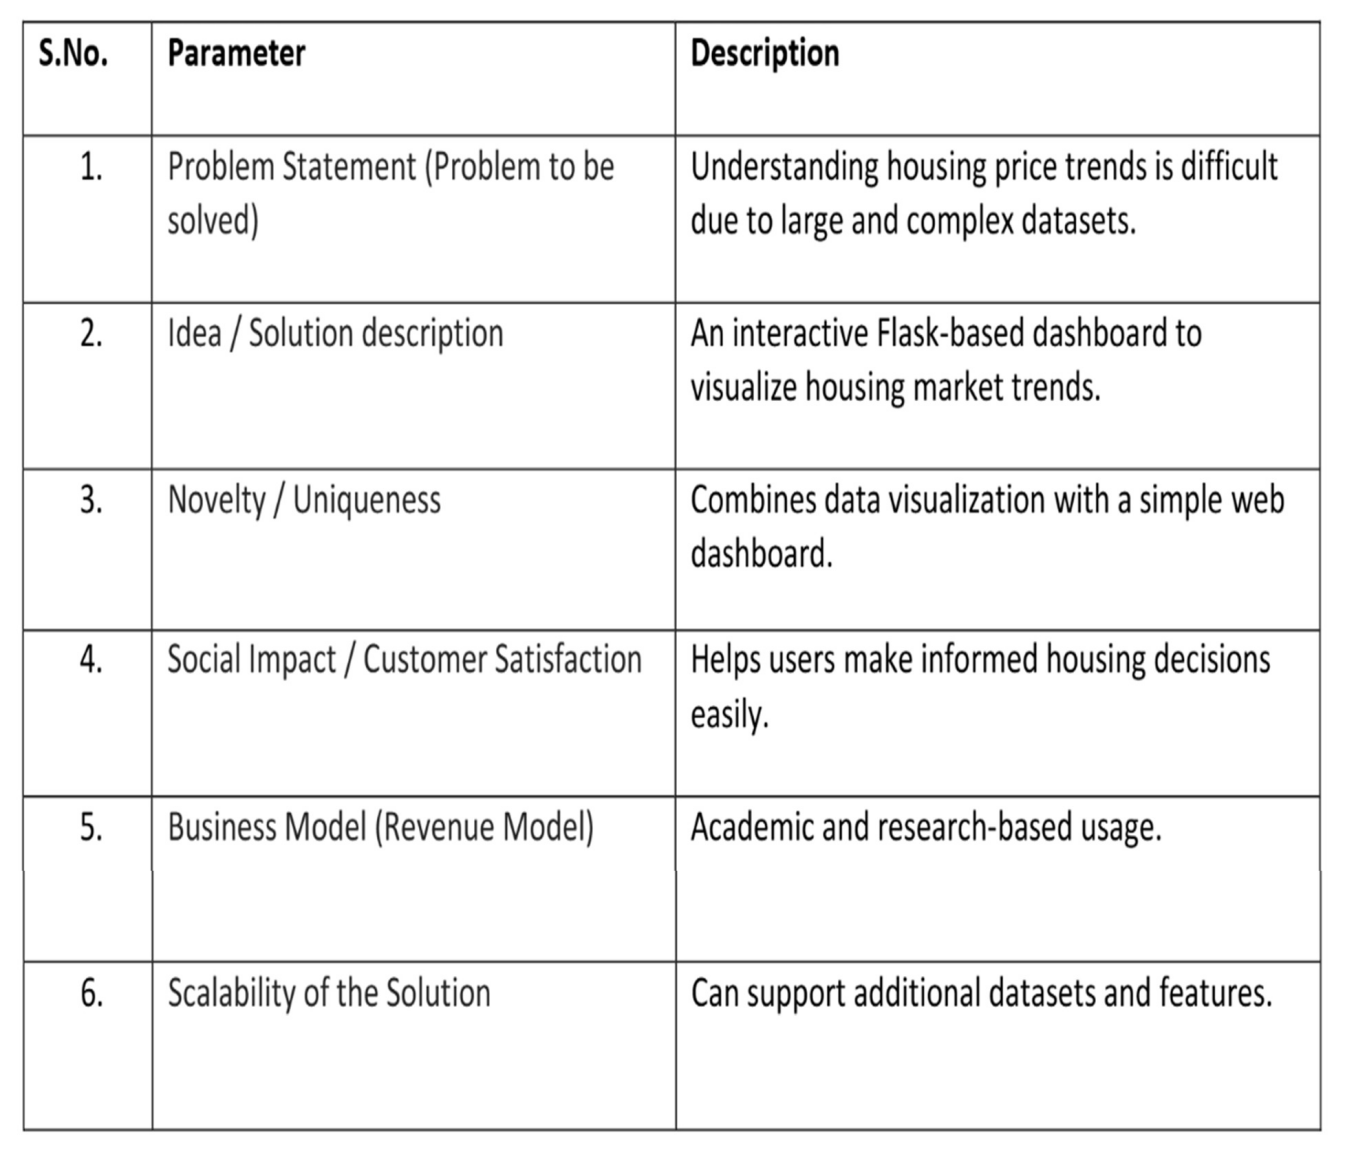 S.No. Parameter Description
1. Problem Statement (Problem to be Understanding housing price trends is difficult
solved) due to large and complex datasets.
2. Idea / Solution description An interactive Flask-based dashboard to
visualize housing market trends.
3. Novelty / Uniqueness Combines data visualization with a simple web
dashboard.
4. Social Impact / Customer Satisfaction Helps users make informed housing decisions
easily.
5. Business Model (Revenue Model) Academic and research-based usage.
6. Scalability of the Solution Can support additional datasets and features.